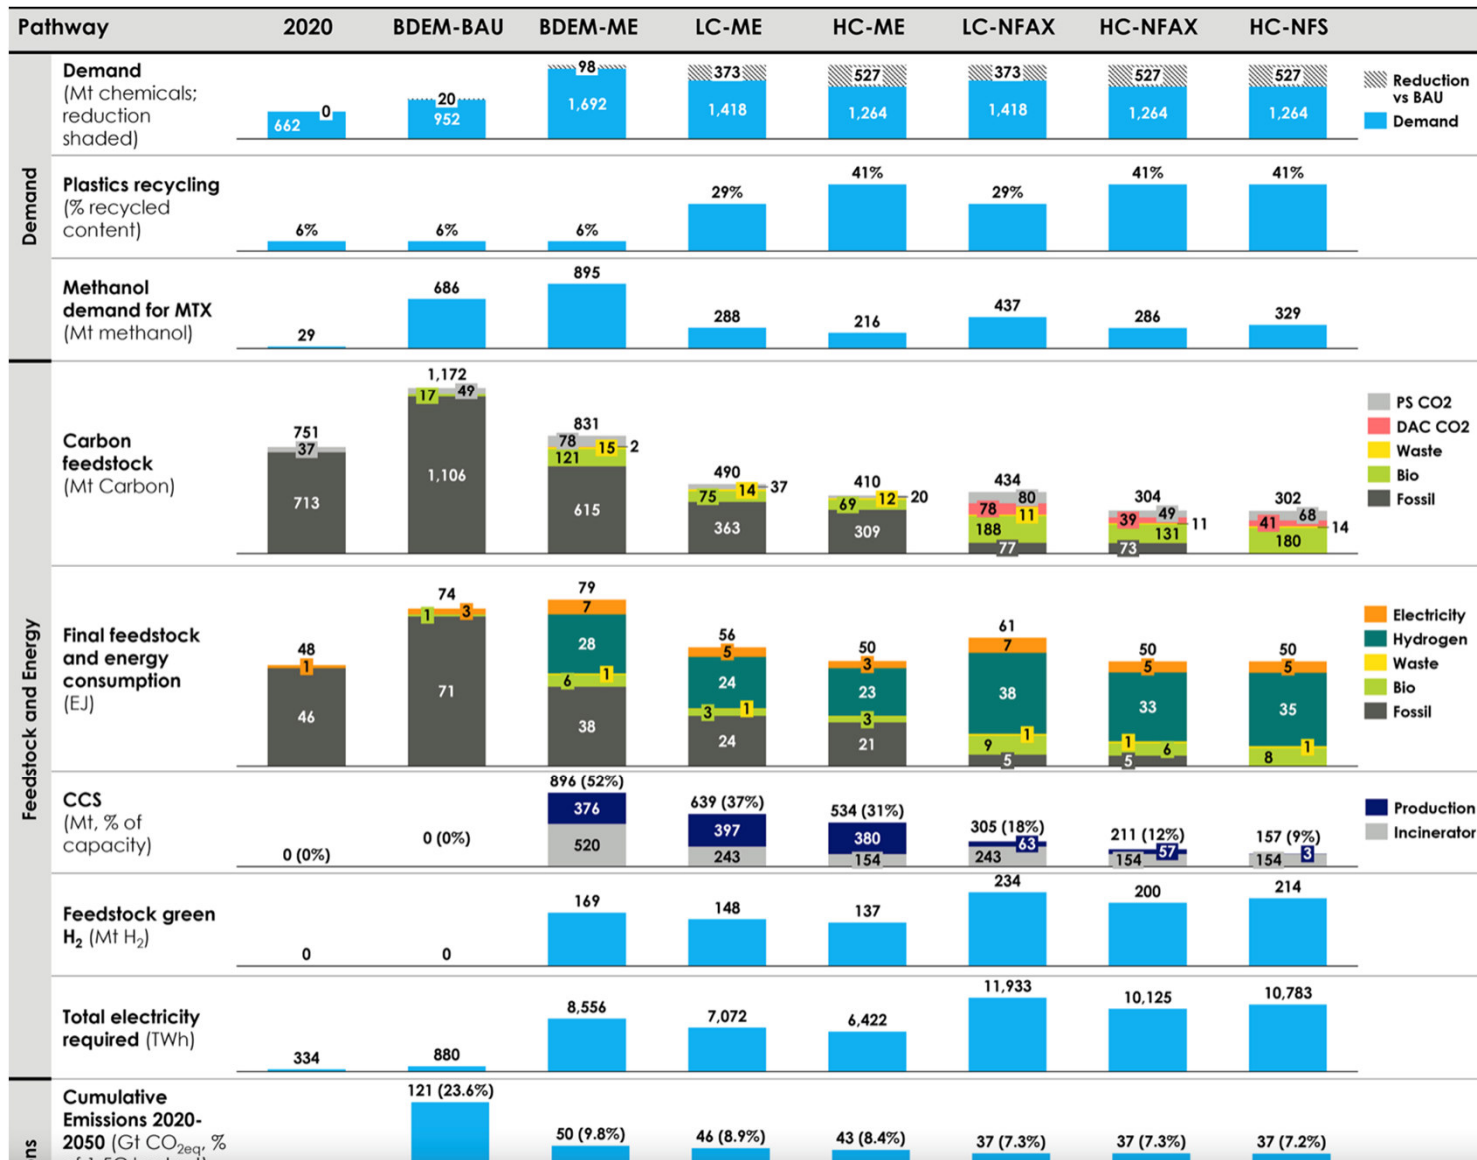 Pathway 2020 BDEM-BAU BDEM-ME LC-ME HC-ME LC-NFAX HC-NFAX HC-NFS
Demand
Demand
(Mt chemicals;
reduction
shaded)
0 20 98 373 527 373 527 527
662 952 1,692 1,418 1,264 1,418 1,264 1,264
Reduction
vs BAU
Demand
Plastics recycling
(% recycled
content)
6% 6% 6% 29% 41% 29% 41% 41%
Methanol
demand for MTX
(Mt methanol)
29 686 895 288 216 437 286 329
Feedstock and Energy
Carbon
feedstock
(Mt Carbon)
751
37
713
1,172
17 49
1,106
831
78 15 2
121
615
490
75 14 37
363
410
69 12 20
309
434
80
78 11
188
77
304
39 49 11
131
73
302
41 68 14
180
PS CO2
DAC CO2
Waste
Bio
Fossil
Final feedstock
and energy
consumption
(EJ)
48
1
46
74
1 3
71
79
7
28
6 1
38
56
5
24
3 1
24
50
3
23
3
21
61
7
38
9 1
5
50
5
33
1 6
5
50
5
35
8 1
Electricity
Hydrogen
Waste
Bio
Fossil
CCS
(Mt, % of
capacity)
0 (0%)
0 (0%)
896 (52%)
376
520
639 (37%)
397
243
534 (31%)
380
154
305 (18%)
63
243
211 (12%)
57
154
157 (9%)
3
154
Production
Incinerator
Feedstock green
H₂ (Mt H₂)
0 0 169 148 137 234 200 214
Total electricity
required (TWh)
334 880 8,556 7,072 6,422 11,933 10,125 10,783
Cumulative
Emissions 2020-
2050 (Gt CO₂eq, %
121 (23.6%) 50 (9.8%) 46 (8.9%) 43 (8.4%) 37 (7.3%) 37 (7.3%) 37 (7.2%)